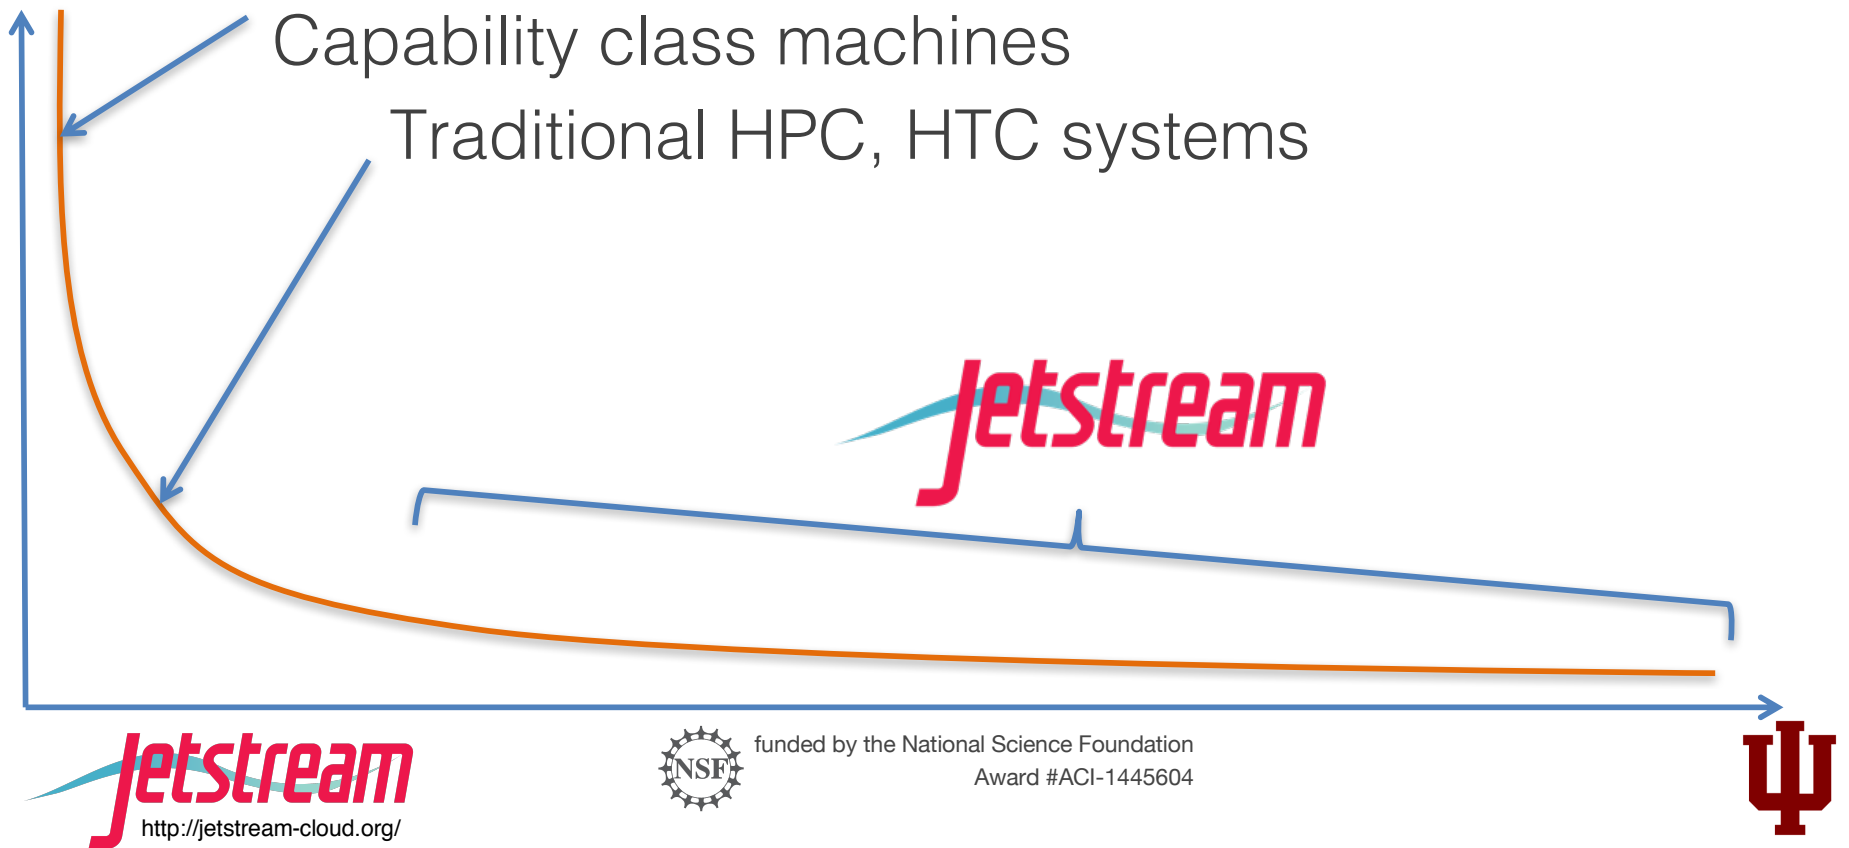 Capability class machines
Traditional HPC, HTC systems
Jetstream
Jetstream
http://jetstream-cloud.org/
NSF
funded by the National Science Foundation
Award #ACI-1445604